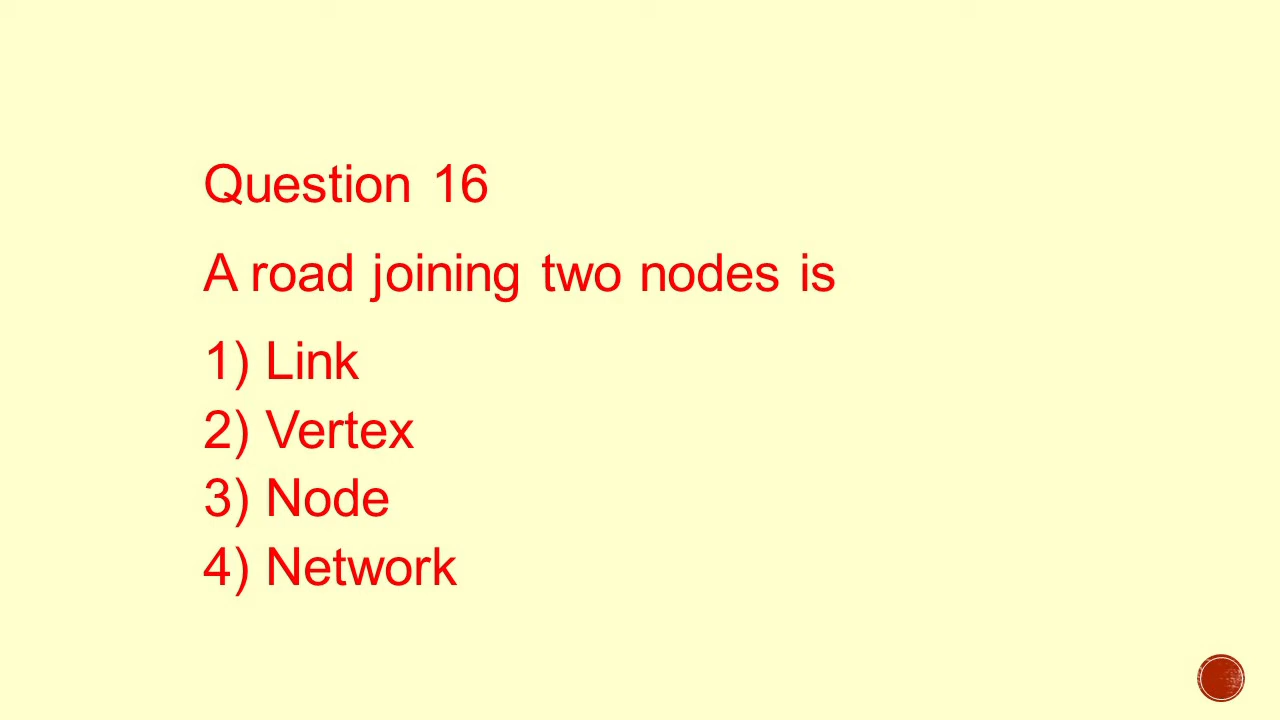 Question 16
A road joining two nodes is
1) Link
2) Vertex
3) Node
4) Network